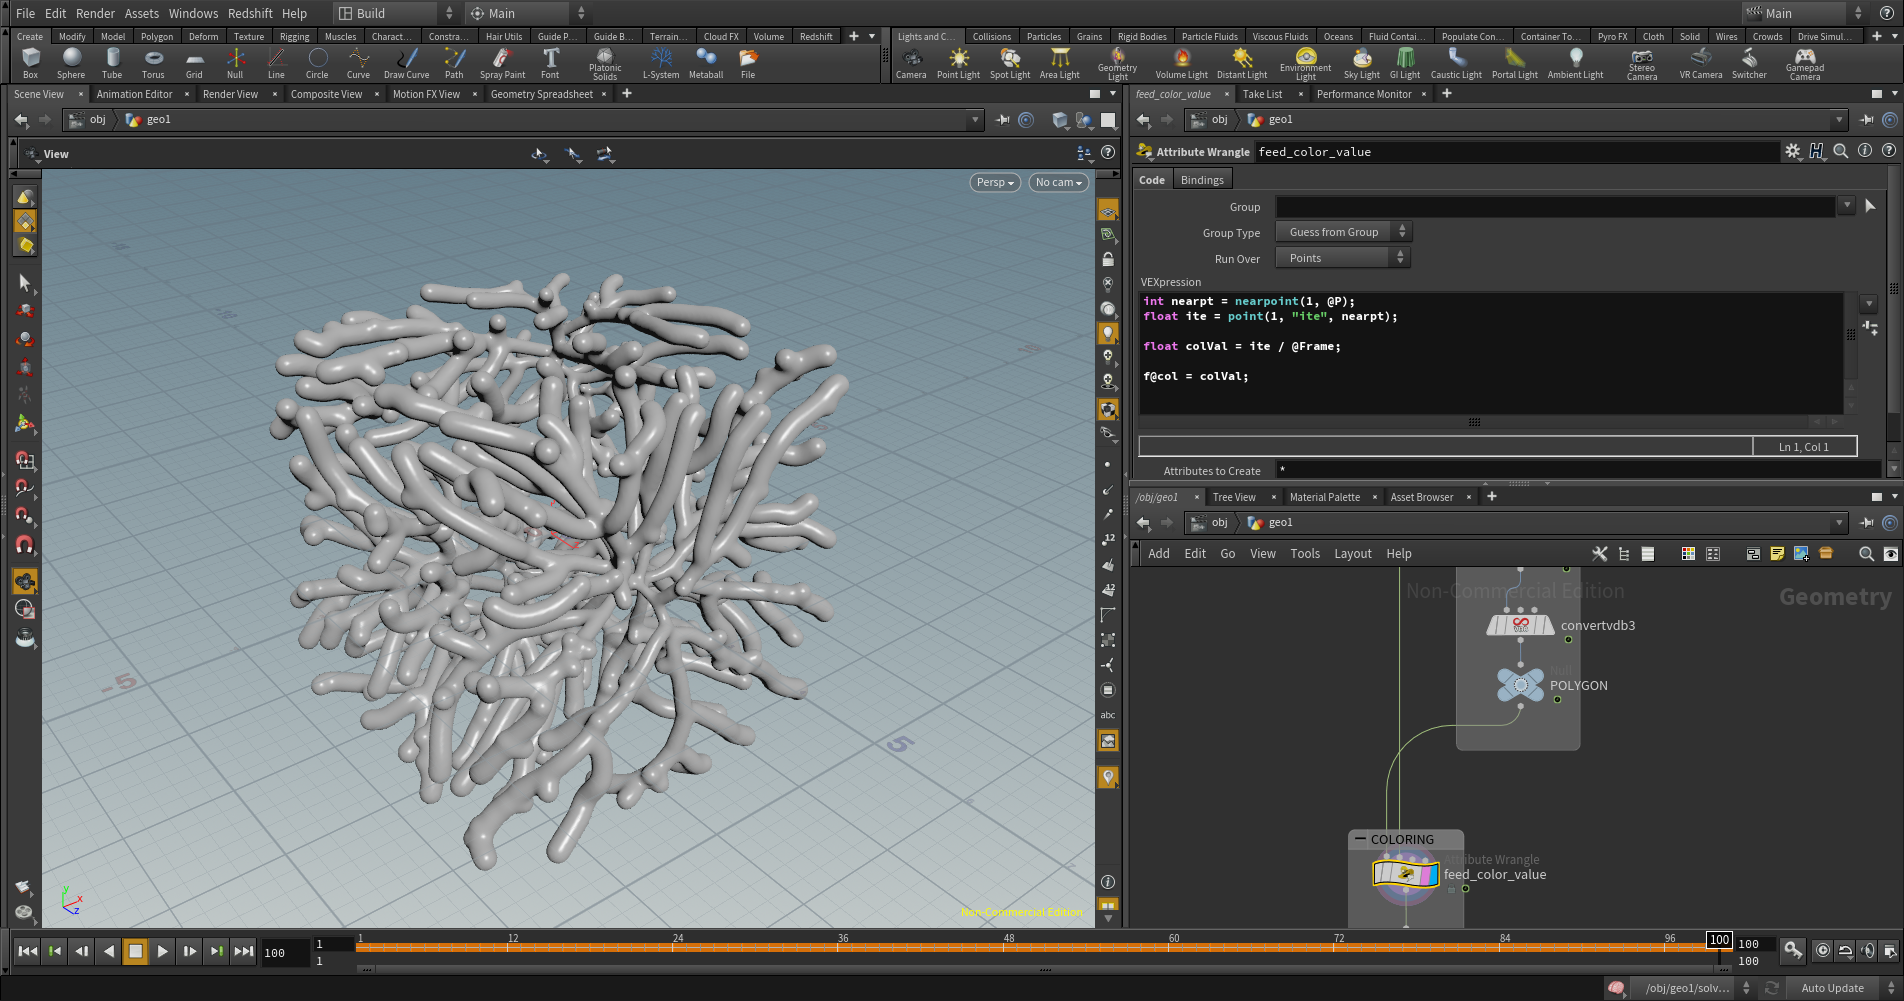 File Edit Render Assets Windows Redshift Help Build Main Main
Create Modify Model Polygon Deform Texture Rigging Muscles Charact... Constra... Hair Utils Guide P... Guide B... Terrain... Cloud FX Volume Redshift
Lights and C... Collisions Particles Grains Rigid Bodies Particle Fluids Viscous Fluids Oceans Fluid Contai... Populate Con... Container To... Pyro FX Cloth Solid Wires Crowds Drive Simul...
Box Sphere Tube Torus Grid Null Line Circle Curve Draw Curve Path Spray Paint Font Platonic Solids L-System Metaball File
Camera Point Light Spot Light Area Light Geometry Light Volume Light Distant Light Environment Light Sky Light GI Light Caustic Light Portal Light Ambient Light Stereo Camera VR Camera Switcher Gamepad Camera
Scene View Animation Editor Render View Composite View Motion FX View Geometry Spreadsheet
obj geo1
View
Persp No cam
-5
5
12
12
abc
y
x
z
Non-Commercial Edition
feed_color_value Take List Performance Monitor
obj geo1
Attribute Wrangle feed_color_value
Code Bindings
Group
Group Type Guess from Group
Run Over Points
VEXpression
int nearpt = nearpoint(1, @P);
float ite = point(1, "ite", nearpt);
float colVal = ite / @Frame;
f@col = colVal;
Ln 1, Col 1
Attributes to Create *
/obj/geo1 Tree View Material Palette Asset Browser
obj geo1
Add Edit Go View Tools Layout Help
Non-Commercial Edition
Geometry
convertvdb3
Null
POLYGON
COLORING
Attribute Wrangle
feed_color_value
100 1 1 12 24 36 48 60 72 84 96 100 100
1 100
/obj/geo1/solv... Auto Update